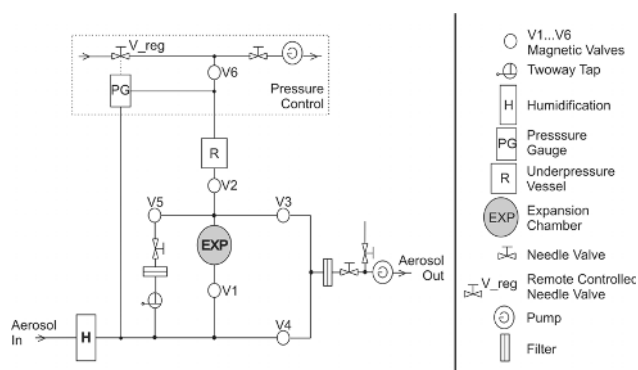 V_reg
V6
PG
Pressure
Control
R
V2
V5
V3
EXP
Aerosol
Out
V1
Aerosol
In
H
V4
V1...V6
Magnetic Valves
Twoway Tap
H
Humidification
PG
Presssure
Gauge
R
Underpressure
Vessel
EXP
Expansion
Chamber
Needle Valve
V_reg
Remote Controlled
Needle Valve
Pump
Filter